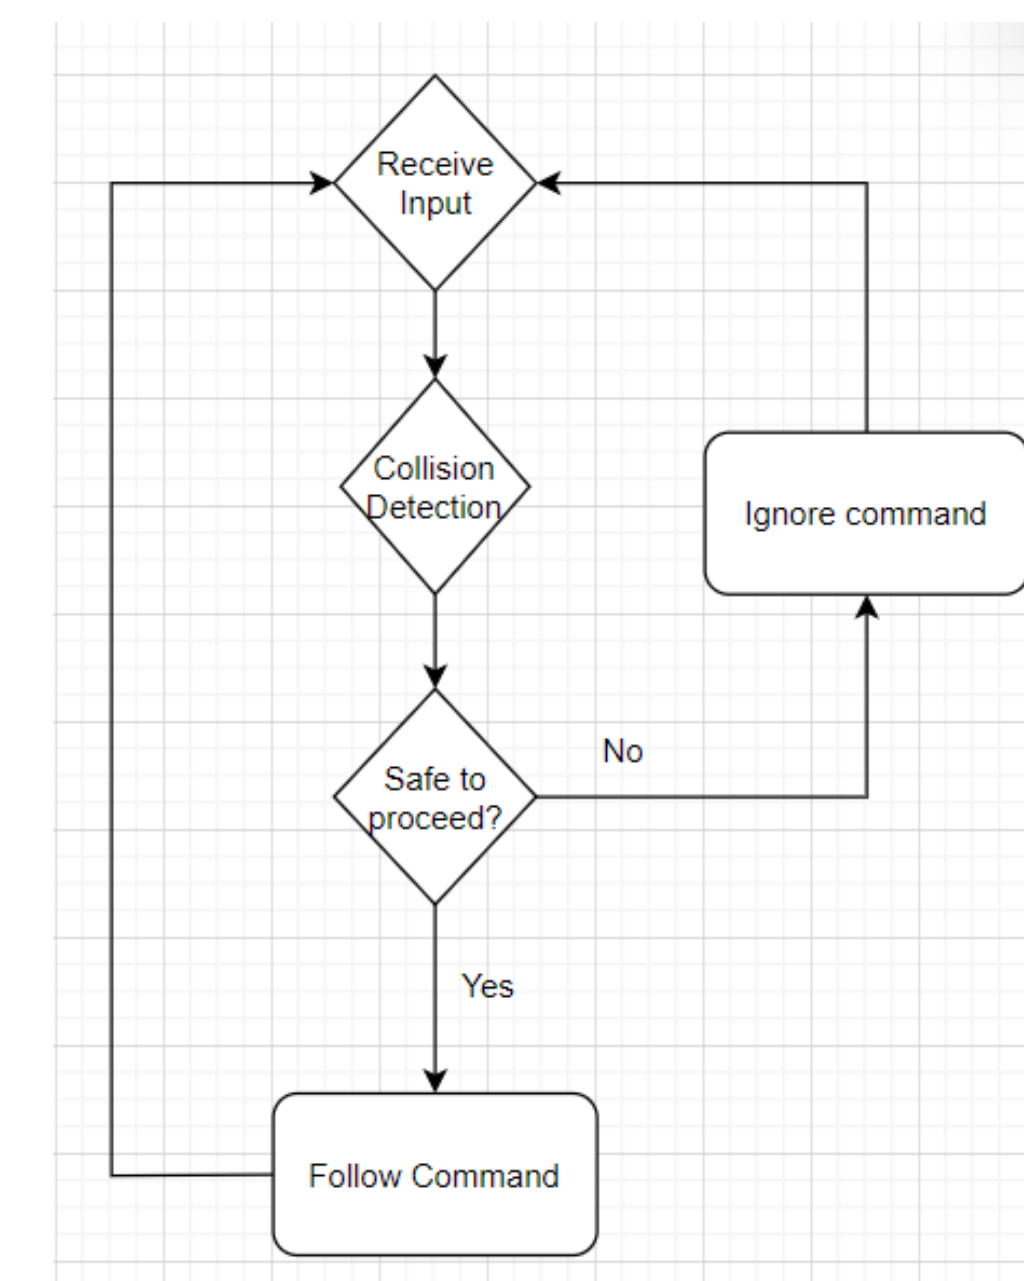 Receive
Input
Collision
Detection
Ignore command
Safe to
proceed?
No
Yes
Follow Command